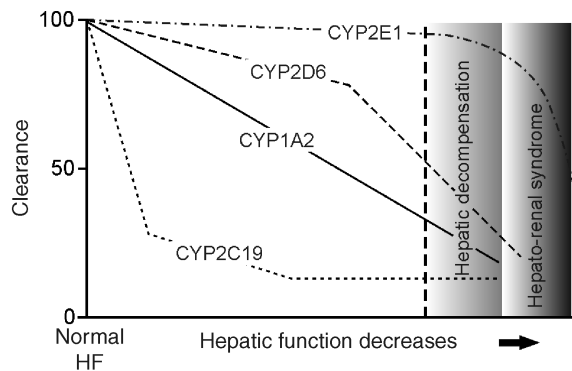 100
CYP2E1
CYP2D6
CYP1A2
CYP2C19
50
0
Clearance
Hepatic decompensation
Hepato-renal syndrome
Normal
HF
Hepatic function decreases